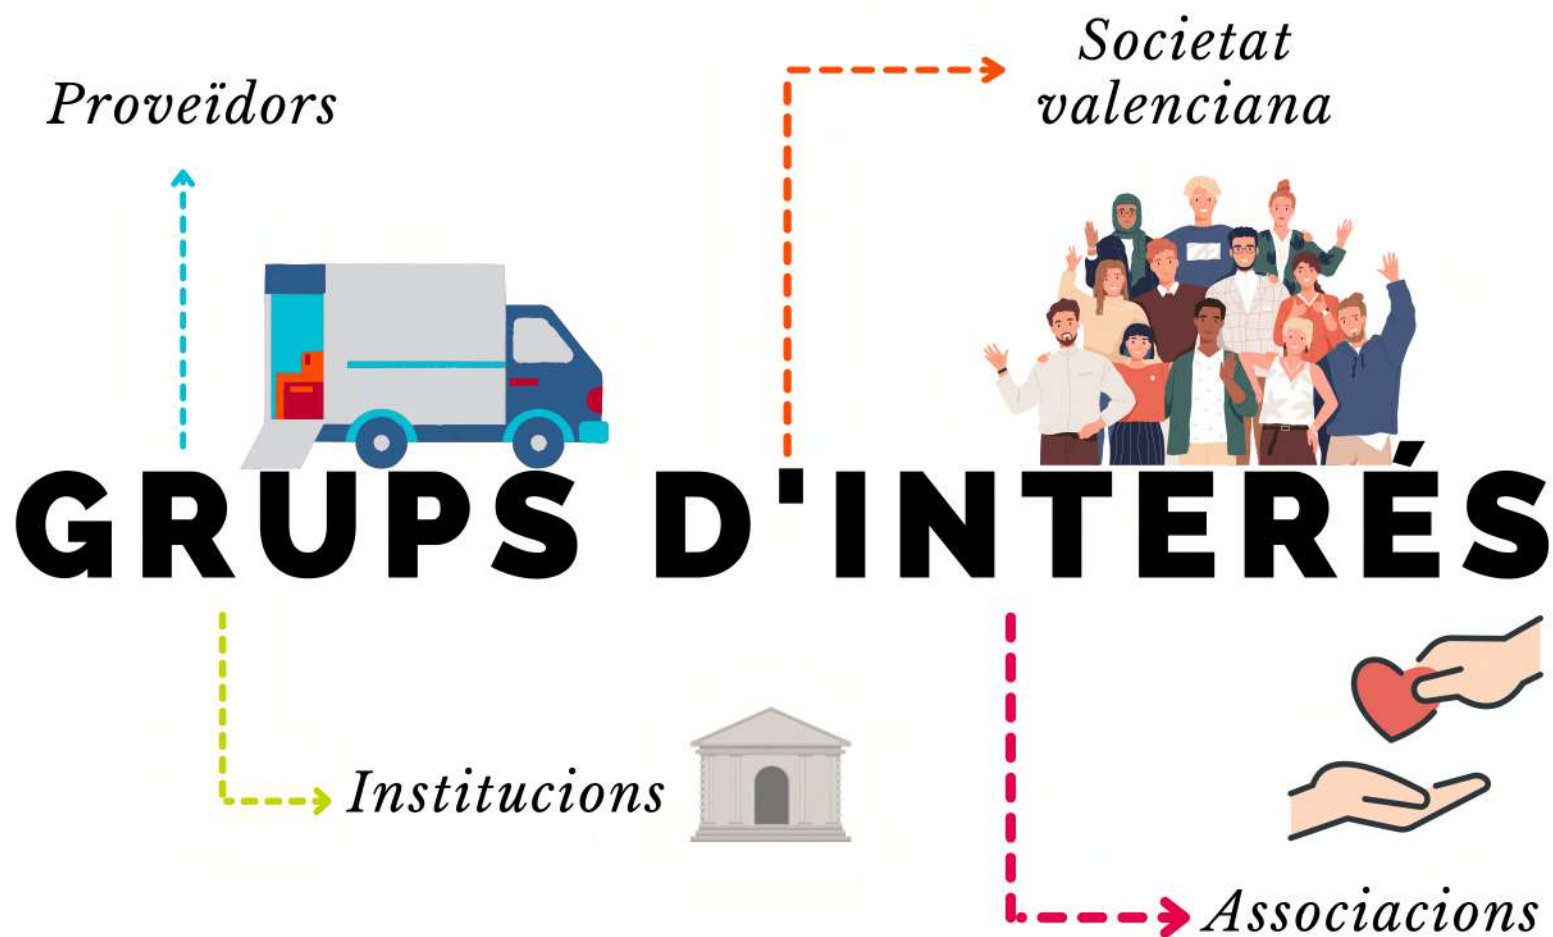 Proveïdors
Societat
valenciana
GRUPS D'INTERÉS
Institucions
Associacions